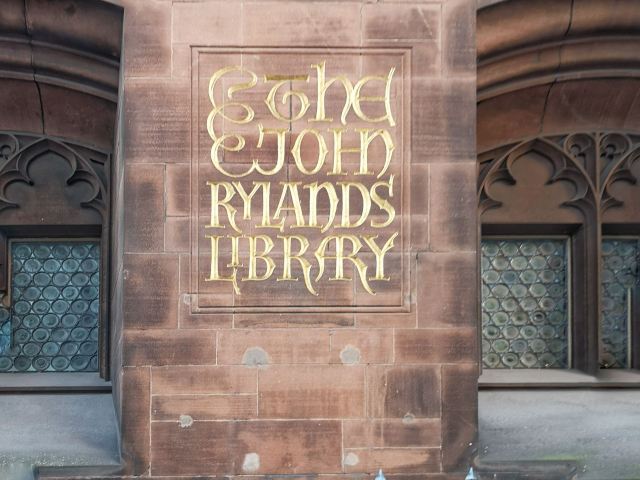 The
John
Rylands
Library